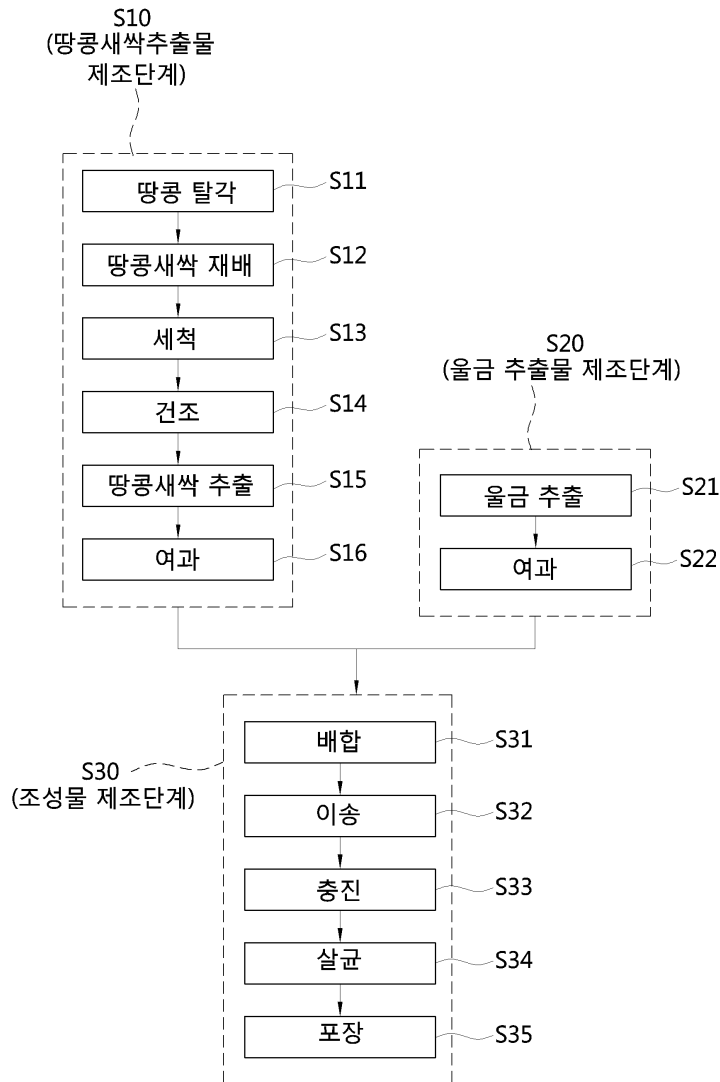 S10
(땅콩새싹추출물
제조단계)
땅콩 탈각
S11
땅콩새싹 재배
S12
세척
S13
건조
S14
땅콩새싹 추출
S15
여과
S16
S20
(울금 추출물 제조단계)
울금 추출
S21
여과
S22
S30
(조성물 제조단계)
배합
S31
이송
S32
충진
S33
살균
S34
포장
S35